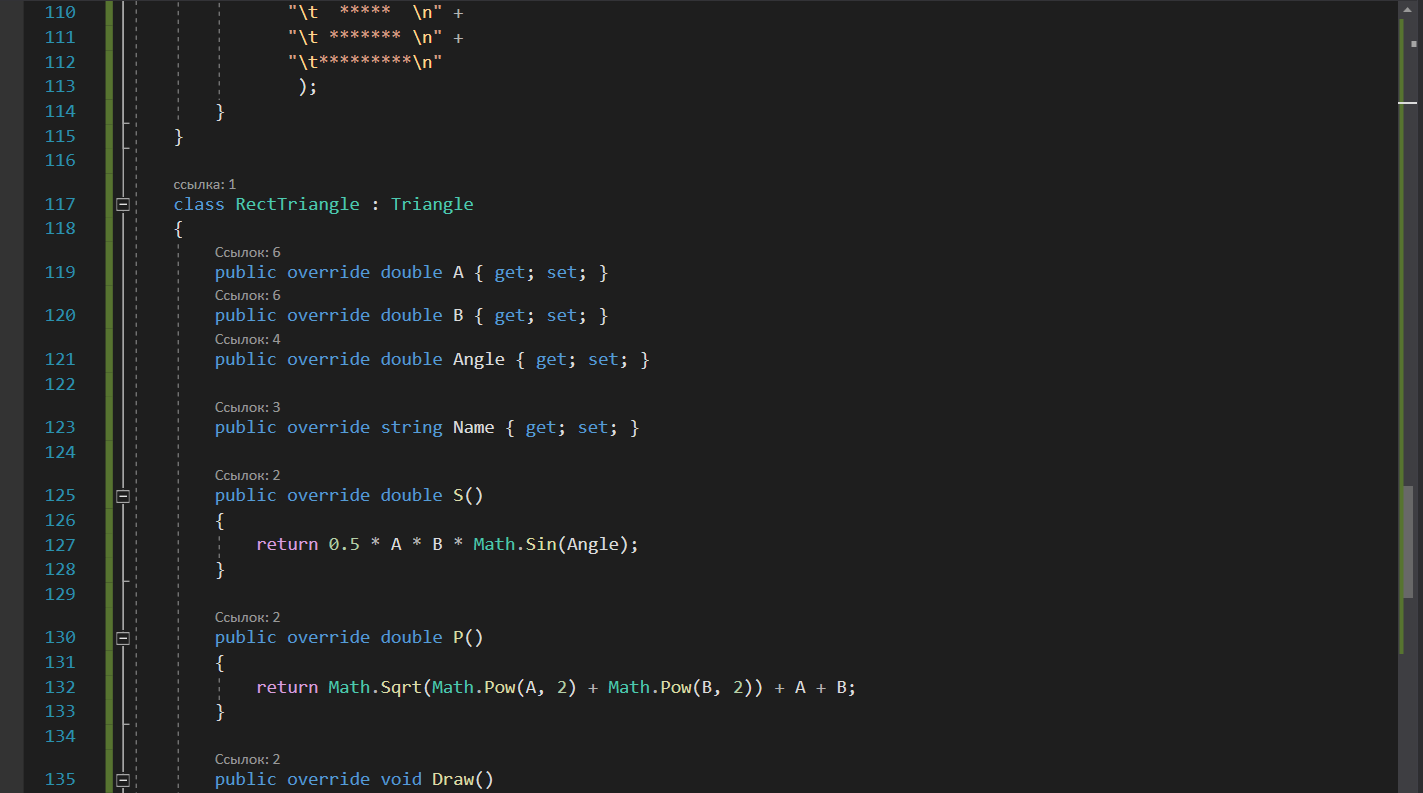 110 "\t  *****  \n" +
111 "\t ******* \n" +
112 "\t*********\n"
113 );
114 }
115 }
116
ссылка: 1
117 class RectTriangle : Triangle
118 {
Ссылок: 6
119 public override double A { get; set; }
Ссылок: 6
120 public override double B { get; set; }
Ссылок: 4
121 public override double Angle { get; set; }
122
Ссылок: 3
123 public override string Name { get; set; }
124
Ссылок: 2
125 public override double S()
126 {
127 return 0.5 * A * B * Math.Sin(Angle);
128 }
129
Ссылок: 2
130 public override double P()
131 {
132 return Math.Sqrt(Math.Pow(A, 2) + Math.Pow(B, 2)) + A + B;
133 }
134
Ссылок: 2
135 public override void Draw()